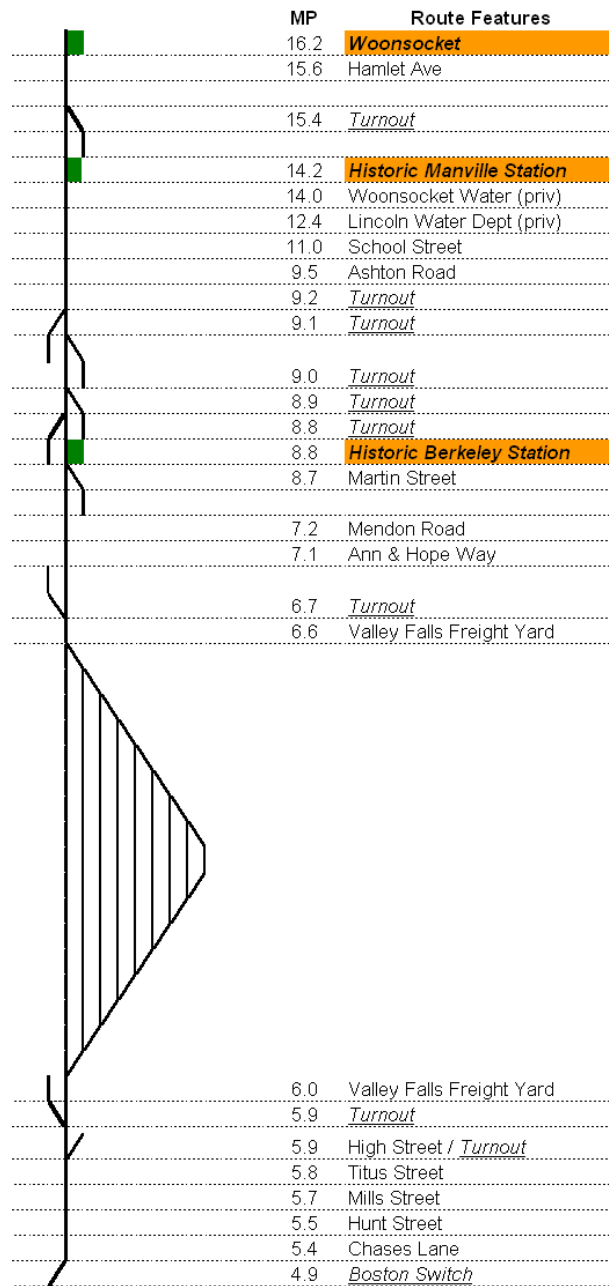 MP Route Features
16.2 Woonsocket
15.6 Hamlet Ave
15.4 Turnout
14.2 Historic Manville Station
14.0 Woonsocket Water (priv)
12.4 Lincoln Water Dept (priv)
11.0 School Street
9.5 Ashton Road
9.2 Turnout
9.1 Turnout
9.0 Turnout
8.9 Turnout
8.8 Turnout
8.8 Historic Berkeley Station
8.7 Martin Street
7.2 Mendon Road
7.1 Ann & Hope Way
6.7 Turnout
6.6 Valley Falls Freight Yard
6.0 Valley Falls Freight Yard
5.9 Turnout
5.9 High Street / Turnout
5.8 Titus Street
5.7 Mills Street
5.5 Hunt Street
5.4 Chases Lane
4.9 Boston Switch